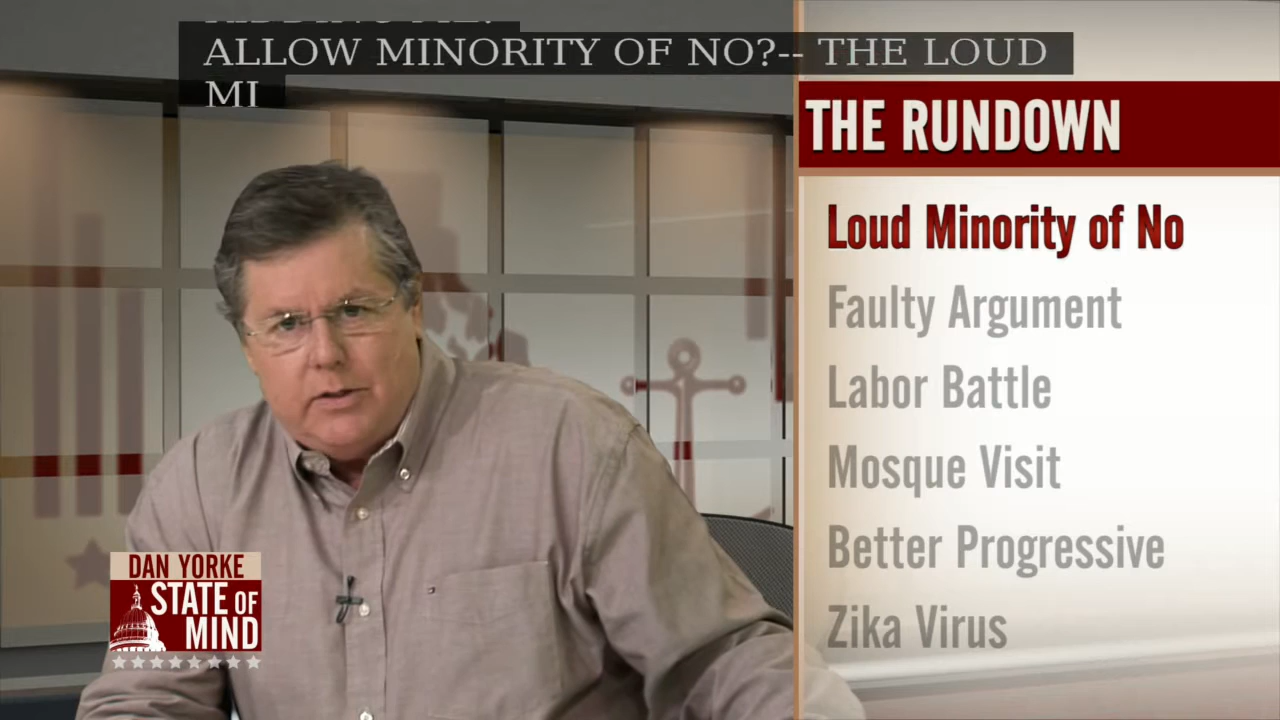 ALLOW MINORITY OF NO?-- THE LOUD
MI
THE RUNDOWN
Loud Minority of No
Faulty Argument
Labor Battle
Mosque Visit
Better Progressive
Zika Virus
DAN YORKE
STATE OF
MIND